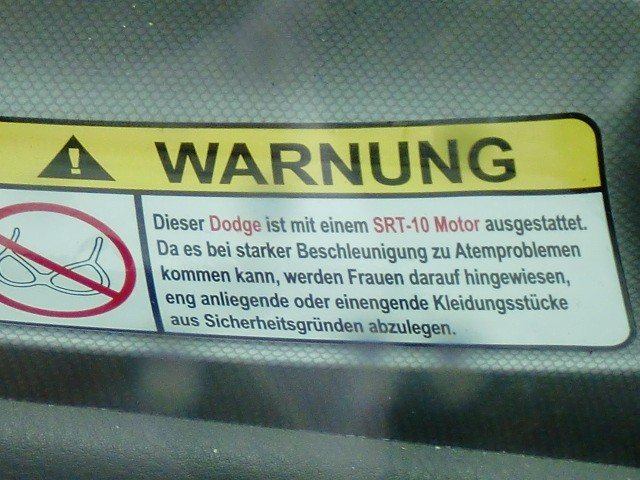 WARNUNG
Dieser Dodge ist mit einem SRT-10 Motor ausgestattet.
Da es bei starker Beschleunigung zu Atemproblemen
kommen kann, werden Frauen darauf hingewiesen,
eng anliegende oder einengende Kleidungsstücke
aus Sicherheitsgründen abzulegen.